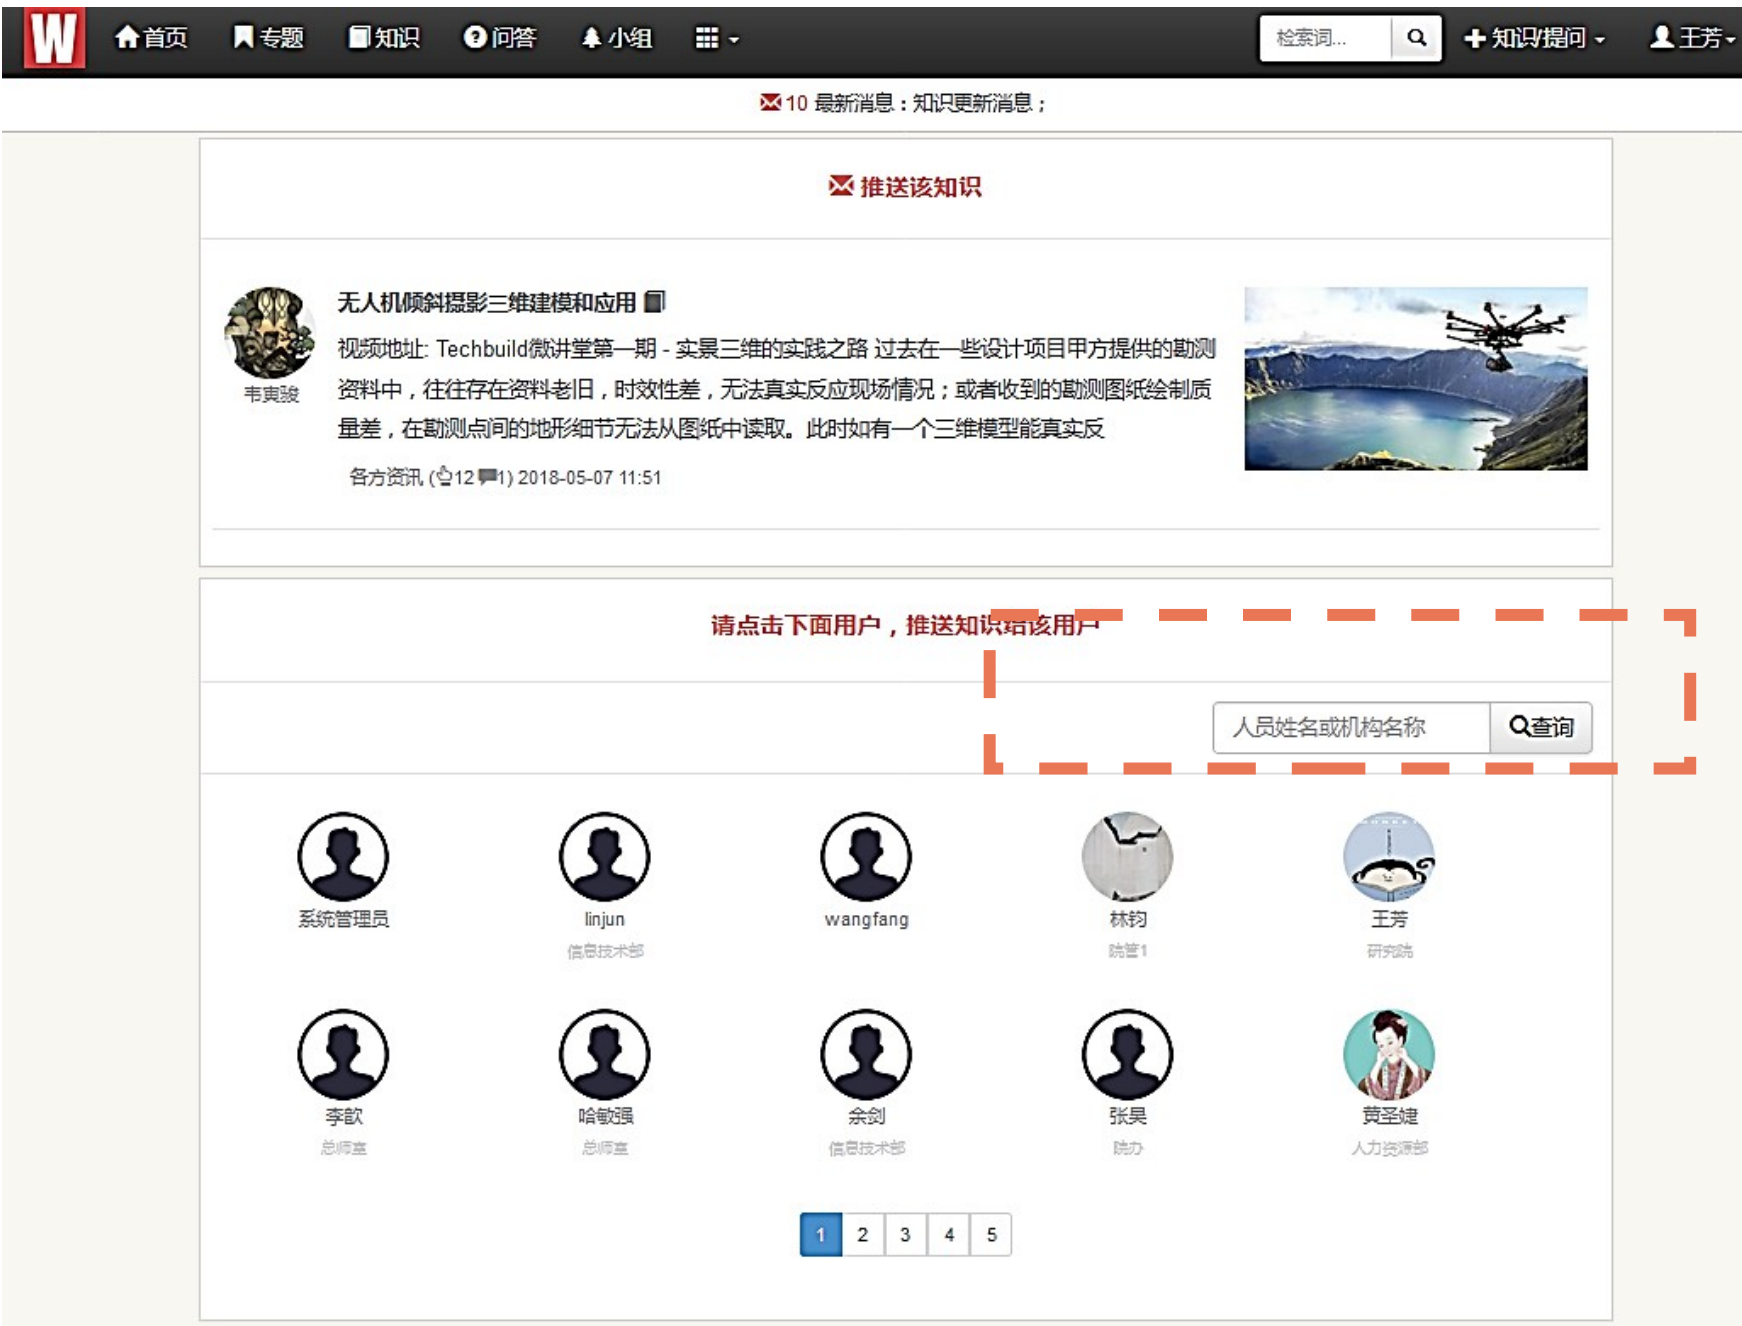 W 首页 专题 知识 问答 小组 检索词... 知识/提问 王芳
10 最新消息：知识更新消息；
推送该知识
无人机倾斜摄影三维建模和应用
视频地址: Techbuild微讲堂第一期 - 实景三维的实践之路 过去在一些设计项目甲方提供的勘测
资料中，往往存在资料老旧，时效性差，无法真实反应现场情况；或者收到的勘测图纸绘制质
量差，在勘测点间的地形细节无法从图纸中读取。此时如有一个三维模型能真实反
韦寅骏
各方资讯 (12 1) 2018-05-07 11:51
请点击下面用户，推送知识给该用户
人员姓名或机构名称 查询
系统管理员 linjun wangfang 林钧 王芳
信息技术部 院管1 研究院
李歆 哈敏强 余剑 张昊 黄圣婕
总师室 总师室 信息技术部 院办 人力资源部
1 2 3 4 5